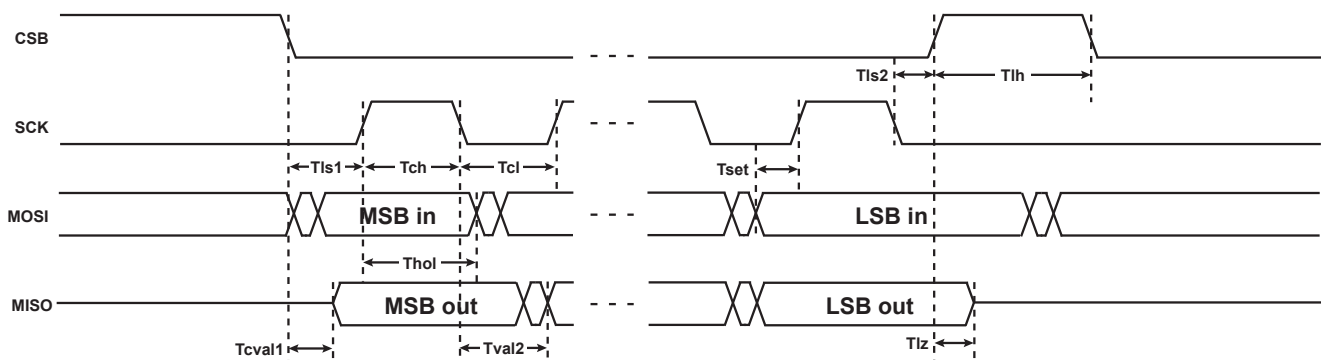 CSB
Tls2
Tlh
SCK
Tls1
Tch
Tcl
Tset
MOSI
MSB in
LSB in
Thol
MISO
MSB out
LSB out
Tcval1
Tval2
Tlz